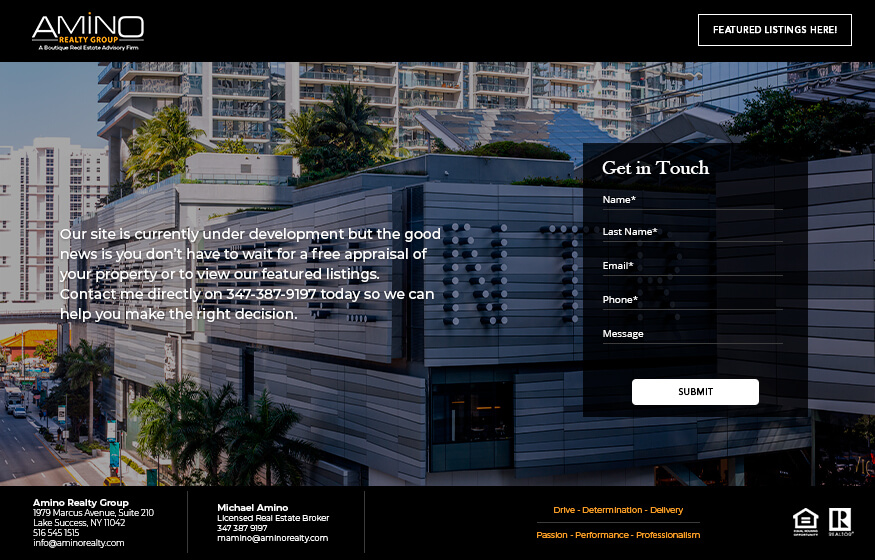 AMINO
REALTY GROUP
A Boutique Real Estate Advisory Firm
FEATURED LISTINGS HERE!
Our site is currently under development but the good
news is you don't have to wait for a free appraisal of
your property or to view our featured listings.
Contact me directly on 347-387-9197 today so we can
help you make the right decision.
Get in Touch
Name*
Last Name*
Email*
Phone*
Message
SUBMIT
Amino Realty Group
1979 Marcus Avenue, Suite 210
Lake Success, NY 11042
516 545 1515
info@aminorealty.com
Michael Amino
Licensed Real Estate Broker
347 387 9197
mamino@aminorealty.com
Drive - Determination - Delivery
Passion - Performance - Professionalism
EQUAL HOUSING
OPPORTUNITY
REALTOR®